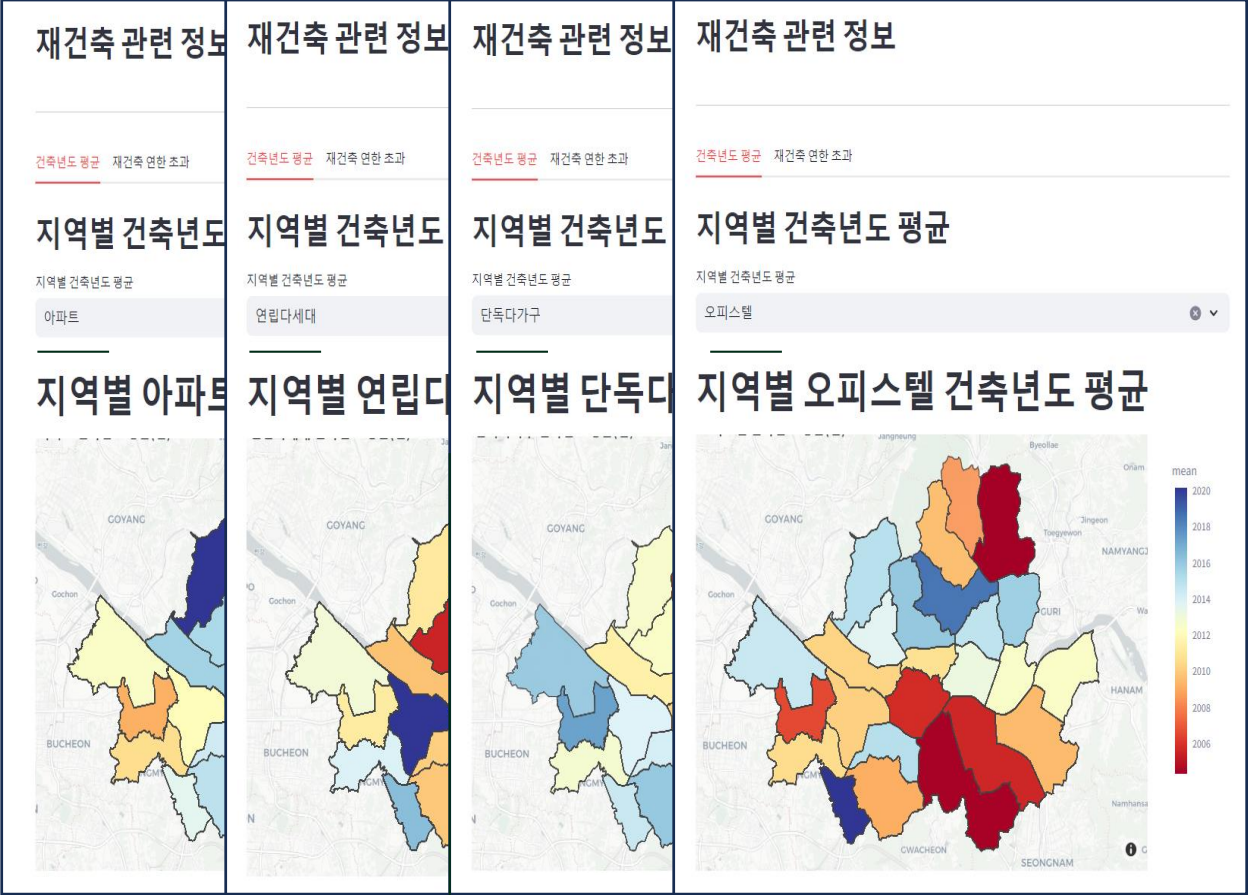 재건축 관련 정보
건축년도 평균 재건축 연한 초과
지역별 건축년도
지역별 건축년도 평균
아파트
지역별 아파트
GOYANG
Gochon
BUCHEON
재건축 관련 정보
건축년도 평균 재건축 연한 초과
지역별 건축년도
지역별 건축년도 평균
연립다세대
지역별 연립다
GOYANG
Gochon
BUCHEON
재건축 관련 정보
건축년도 평균 재건축 연한 초과
지역별 건축년도
지역별 건축년도 평균
단독다가구
지역별 단독다
GOYANG
Gochon
BUCHEON
재건축 관련 정보
건축년도 평균 재건축 연한 초과
지역별 건축년도 평균
지역별 건축년도 평균
오피스텔
지역별 오피스텔 건축년도 평균
Jangneung
Byeollae
Onam
GOYANG
Jingeon
Toegyewon
NAMYANGJ
Gochon
GURI
Wa
HANAM
BUCHEON
GMY
Namhansa
GWACHEON
SEONGNAM
mean
2020
2018
2016
2014
2012
2010
2008
2006